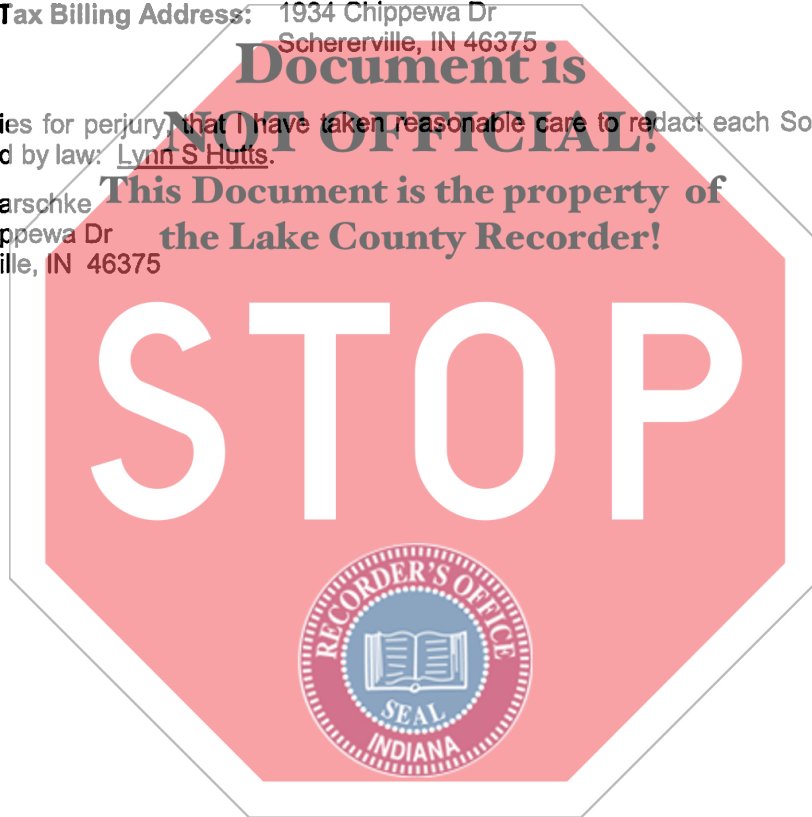 Tax Billing Address: 1934 Chippewa Dr
Schererville, IN 46375
Document is
NOT OFFICIAL!
ies for perjury, that I have taken reasonable care to redact each So
d by law: Lynn S Hutts.
This Document is the property of
arschke
the Lake County Recorder!
ppewa Dr
ille, IN 46375
STOP
RECORDER'S OFFICE
SEAL
INDIANA